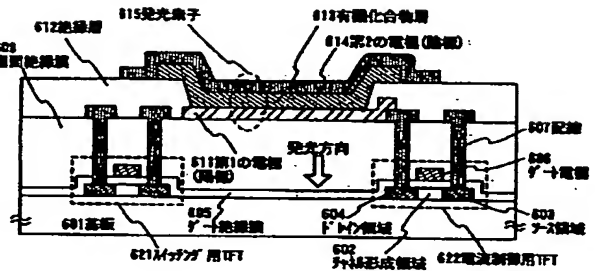 615発光素子
613有機化合物層
612絶縁層
614第2の電極(陰極)
608
層間絶縁膜
607配線
611第1の電極
(陽極)
発光方向
606
ゲート電極
601基板
605
ゲート絶縁膜
604
ドレイン領域
603
ソース領域
602
チャネル形成領域
621スイッチング用TFT
622電流制御用TFT